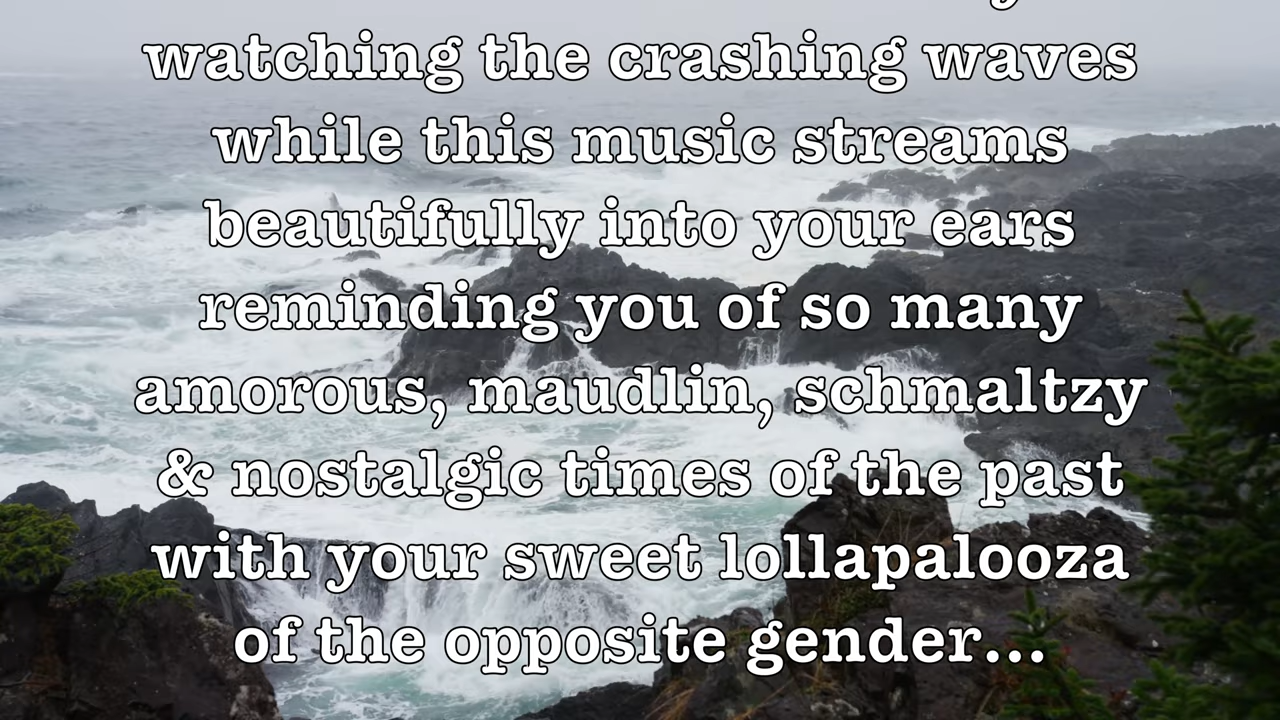 watching the crashing waves
while this music streams
beautifully into your ears
reminding you of so many
amorous, maudlin, schmaltzy
& nostalgic times of the past
with your sweet lollapalooza
of the opposite gender...